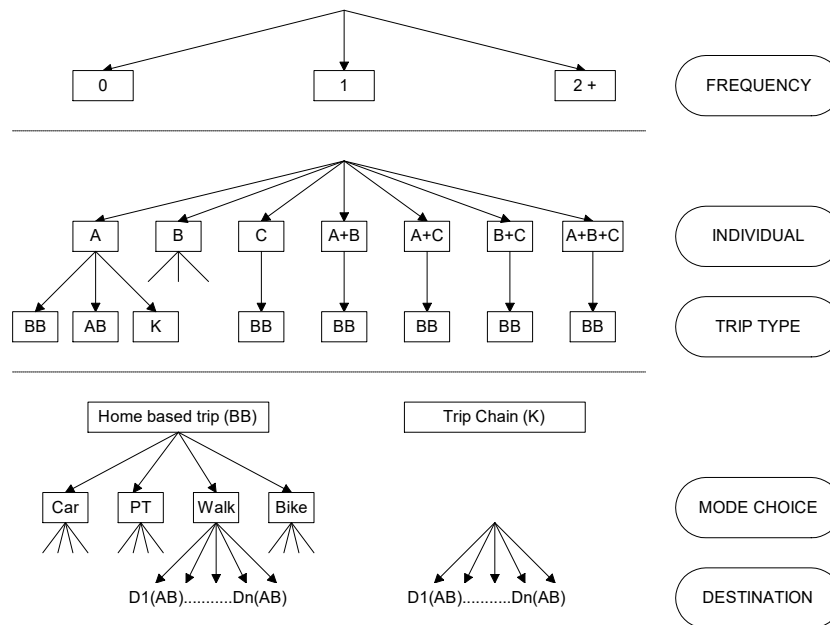 0 1 2 + FREQUENCY
A B C A+B A+C B+C A+B+C INDIVIDUAL
BB AB K BB BB BB BB BB TRIP TYPE
Home based trip (BB) Trip Chain (K)
Car PT Walk Bike MODE CHOICE
D1(AB)...........Dn(AB) D1(AB)...........Dn(AB) DESTINATION